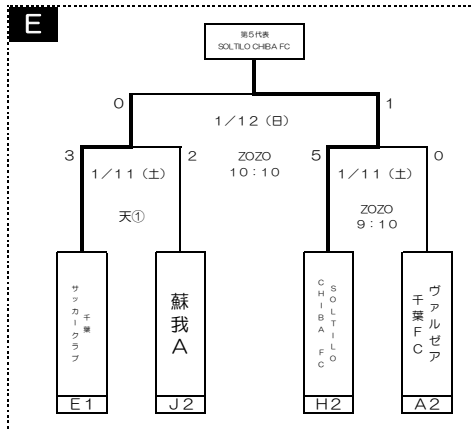 E
第5代表
SOLTILO CHIBA FC
0
1
1／12（日）
3
2
ZOZO
10：10
5
0
1／11（土）
1／11（土）
天①
ZOZO
9：10
千葉
サッカークラブ
蘇我A
SOLTILO
CHIBA FC
ヴァルゼア
千葉FC
E1
J2
H2
A2